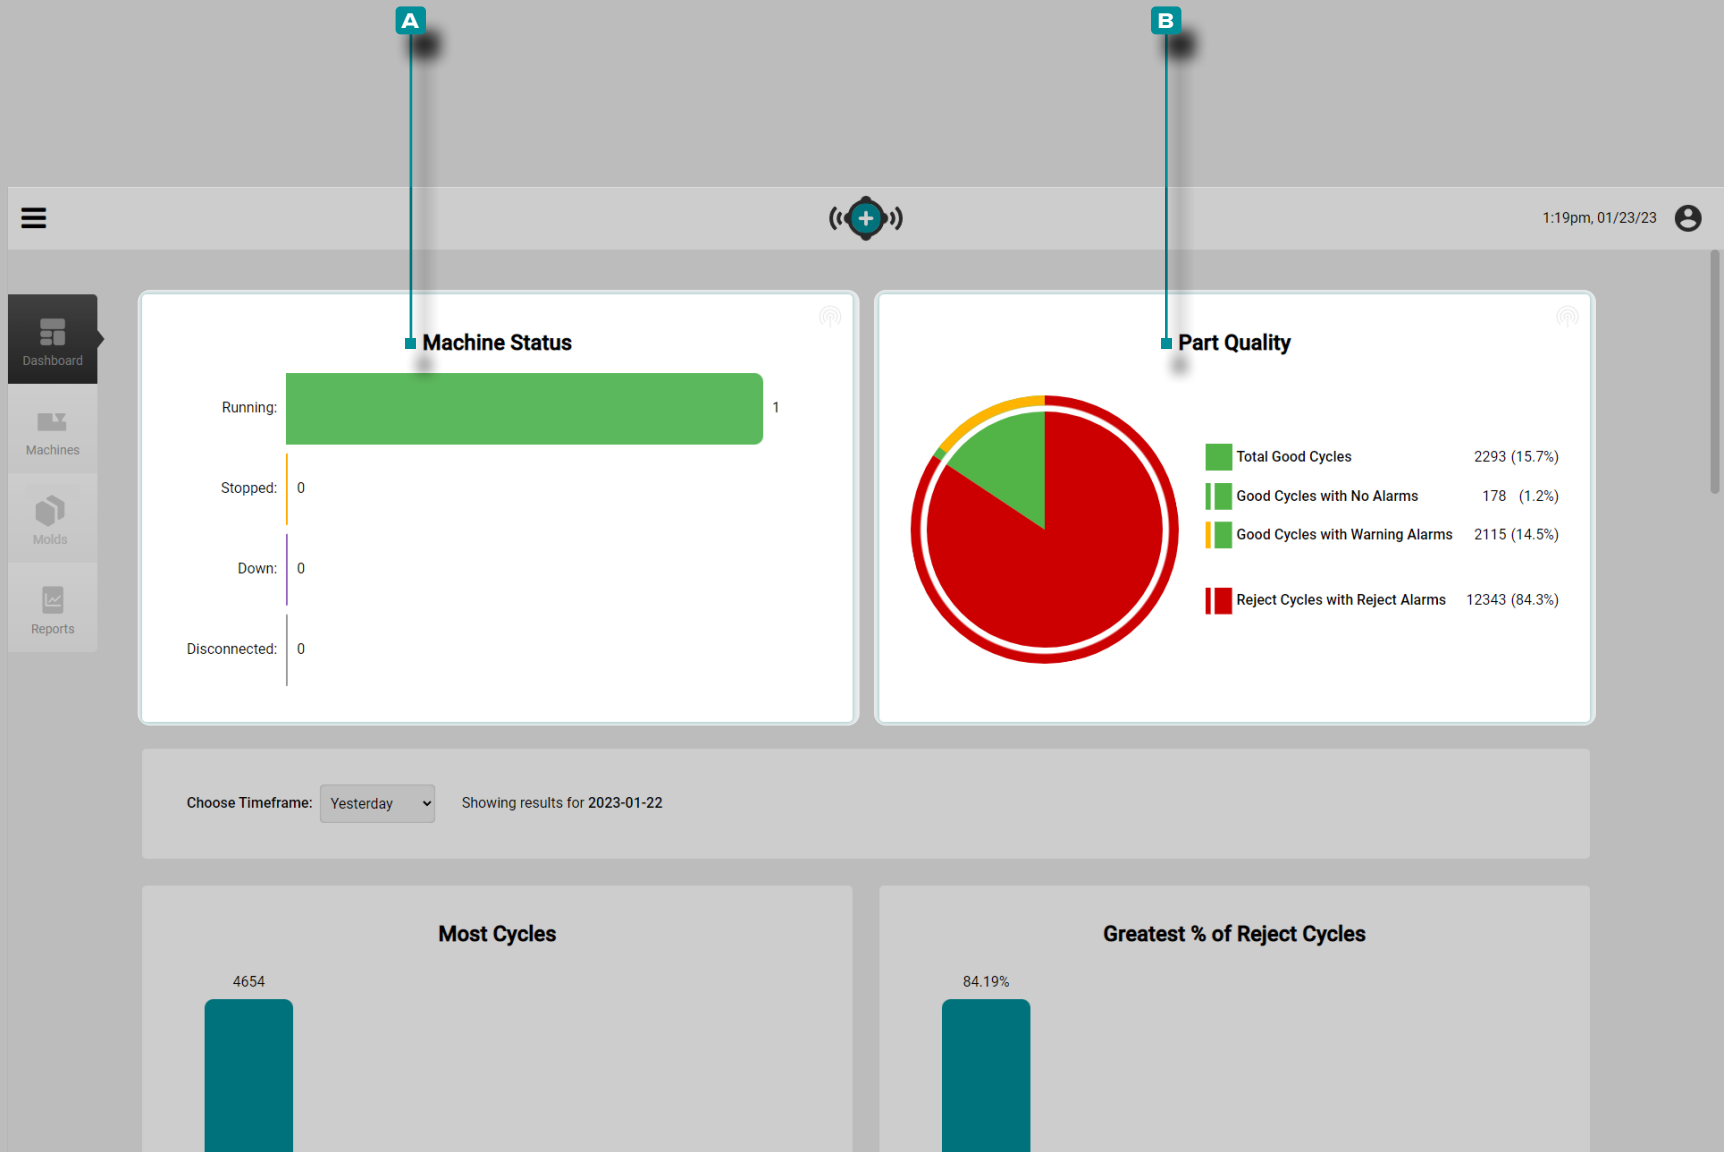 A
B
1:19pm, 01/23/23
Dashboard
Machines
Molds
Reports
Machine Status
Running: 1
Stopped: 0
Down: 0
Disconnected: 0
Part Quality
Total Good Cycles 2293 (15.7%)
Good Cycles with No Alarms 178 (1.2%)
Good Cycles with Warning Alarms 2115 (14.5%)
Reject Cycles with Reject Alarms 12343 (84.3%)
Choose Timeframe: Yesterday Showing results for 2023-01-22
Most Cycles
4654
Greatest % of Reject Cycles
84.19%